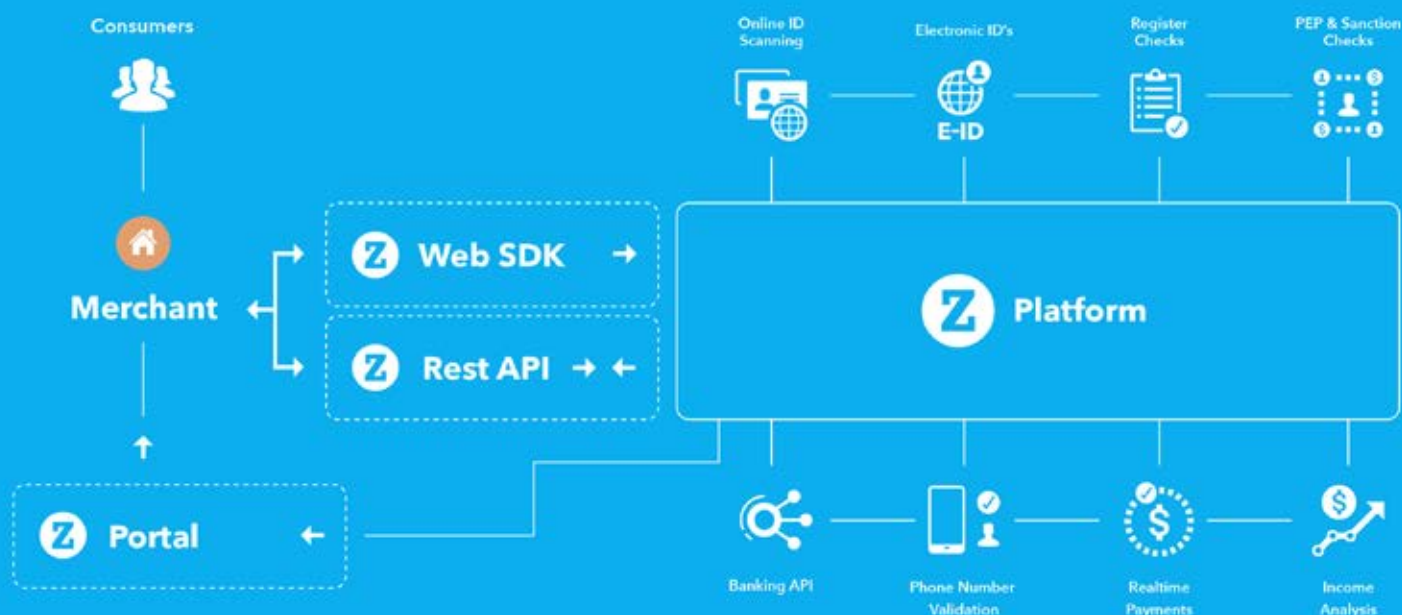 Consumers
Online ID
Scanning
Electronic ID's
Register
Checks
PEP & Sanction
Checks
E-ID
Merchant
Z Web SDK
Z Rest API
Z Platform
Z Portal
Banking API
Phone Number
Validation
Realtime
Payments
Income
Analysis
$
$
$
$